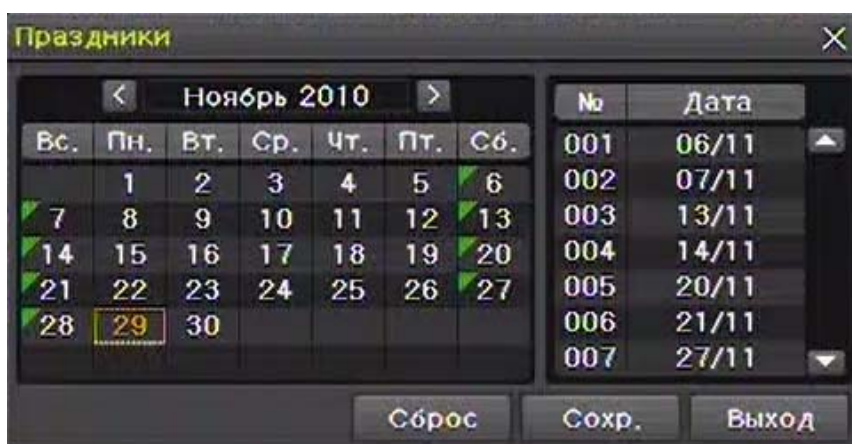 Праздники
Ноябрь 2010
Вс. Пн. Вт. Ср. Чт. Пт. Сб.
1 2 3 4 5 6
7 8 9 10 11 12 13
14 15 16 17 18 19 20
21 22 23 24 25 26 27
28 29 30
№ Дата
001 06/11
002 07/11
003 13/11
004 14/11
005 20/11
006 21/11
007 27/11
Сброс Сохр. Выход